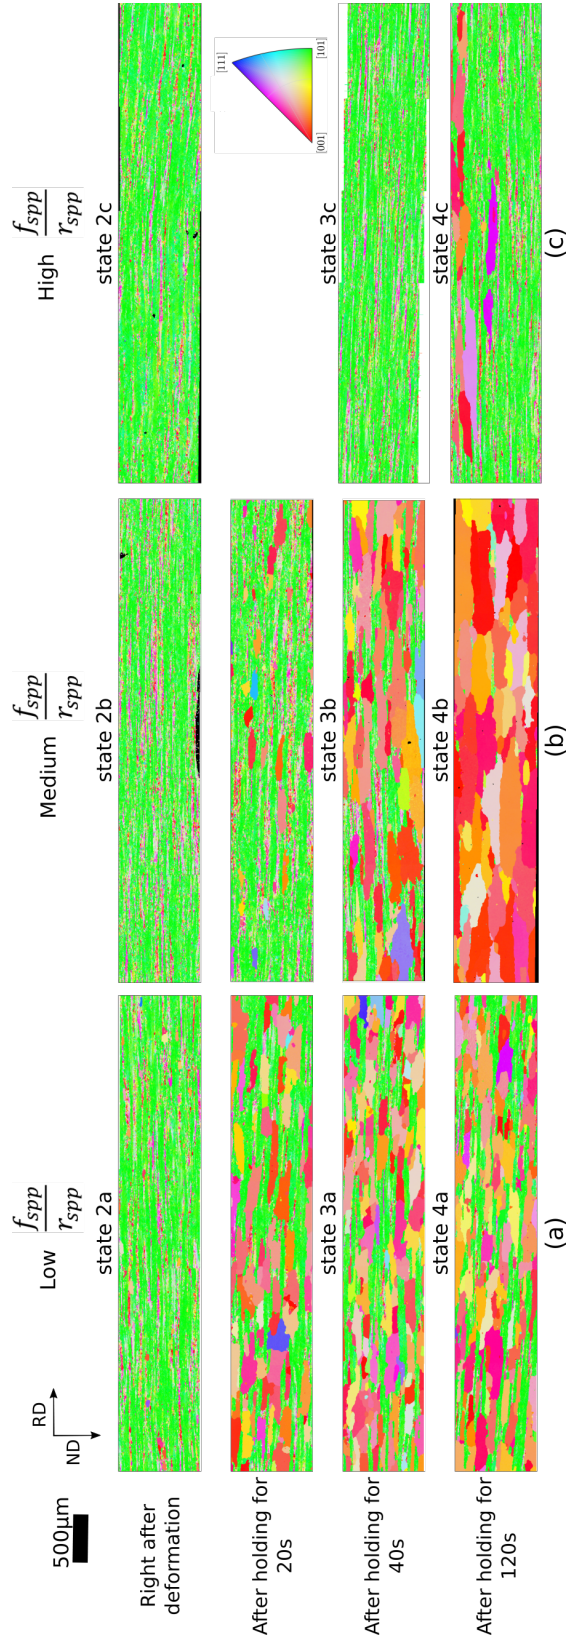 500μm
RD
ND
Low f_spp / r_spp
Medium f_spp / r_spp
High f_spp / r_spp
state 2a
state 2b
state 2c
Right after
deformation
[111]
[001]
[101]
After holding for
20s
state 3a
state 3b
state 3c
After holding for
40s
state 4a
state 4b
state 4c
After holding for
120s
(a)
(b)
(c)